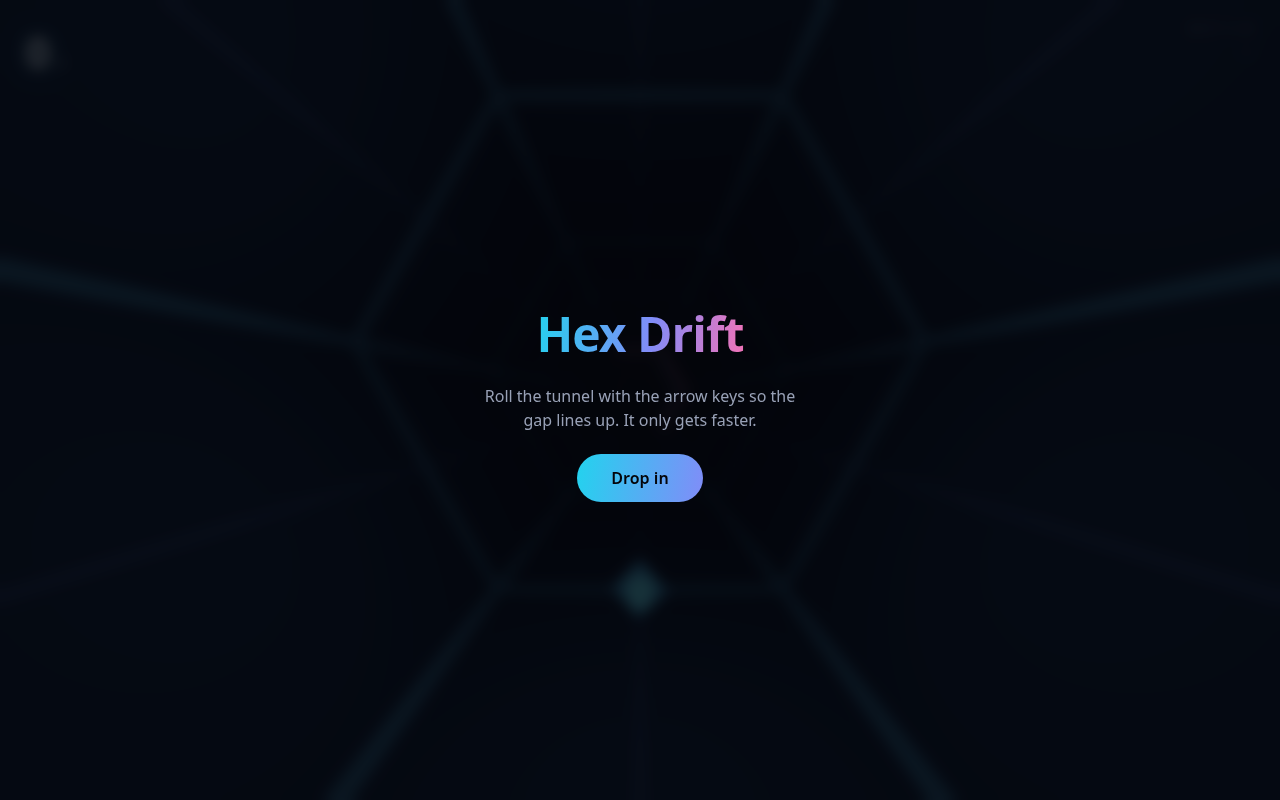 Hex Drift
Roll the tunnel with the arrow keys so the
gap lines up. It only gets faster.
Drop in